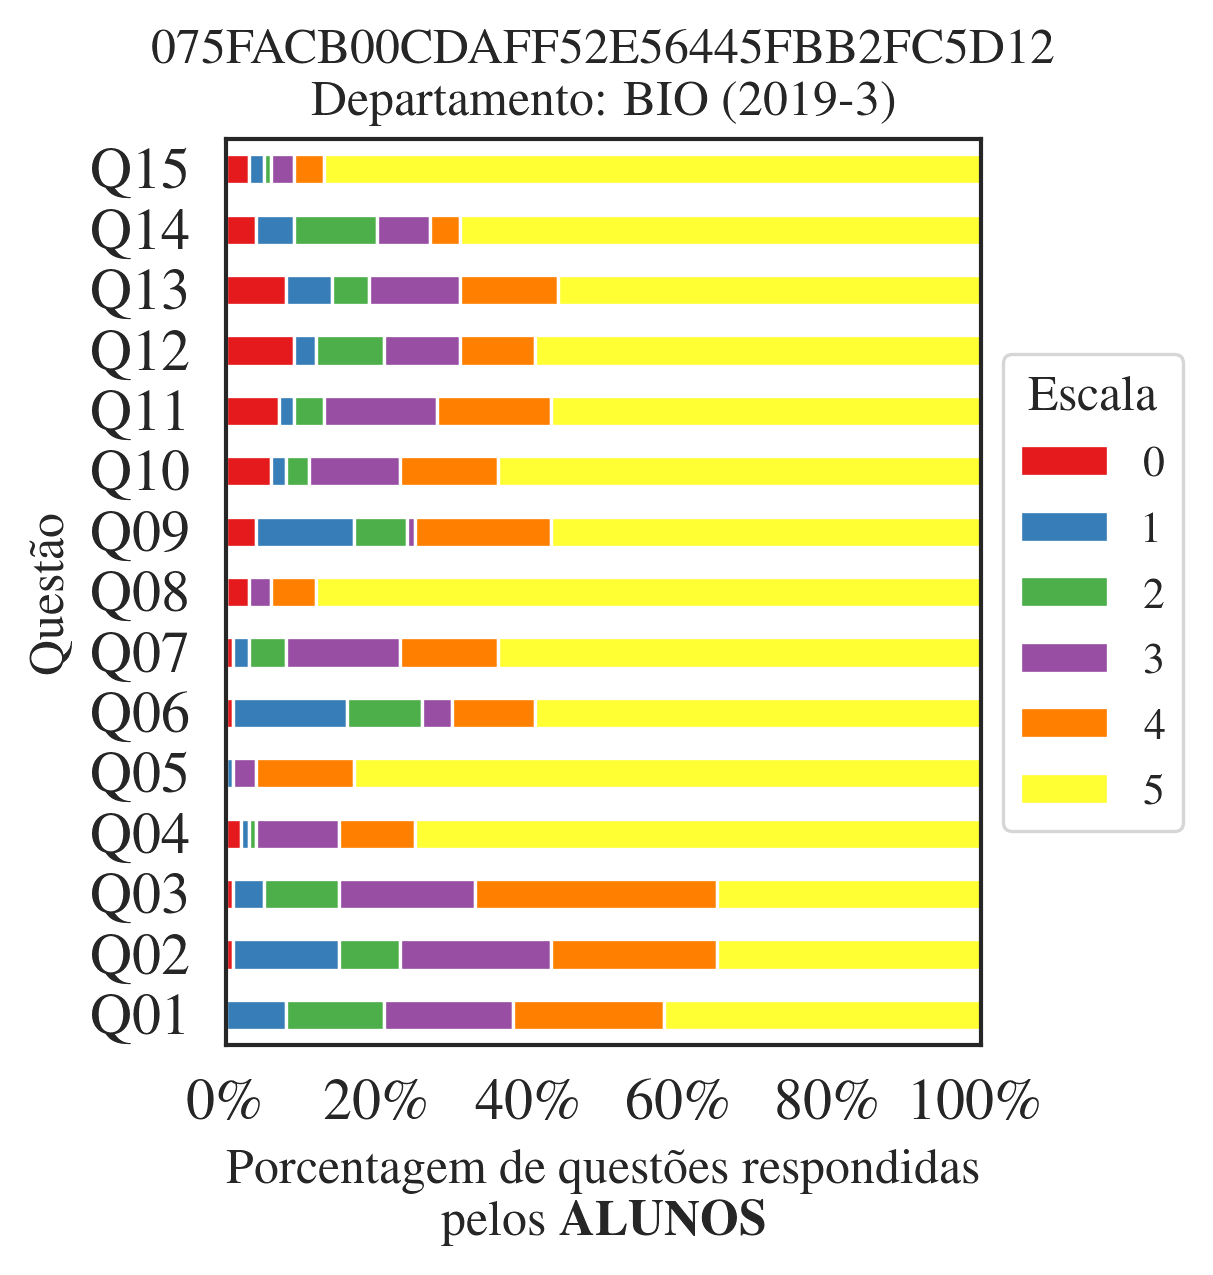 075FACB00CDAFF52E56445FBB2FC5D12
Departamento: BIO (2019-3)
Q15
Q14
Q13
Q12
Q11
Q10
Q09
Q08
Q07
Q06
Q05
Q04
Q03
Q02
Q01
Questão
0% 20% 40% 60% 80% 100%
Porcentagem de questões respondidas
pelos ALUNOS
Escala
0
1
2
3
4
5